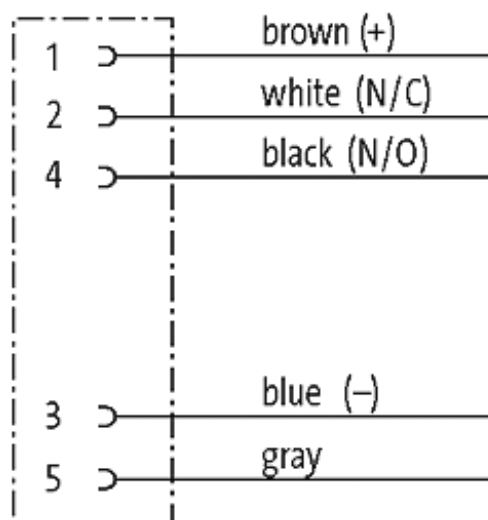 1 brown (+)
2 white (N/C)
4 black (N/O)
3 blue (–)
5 gray